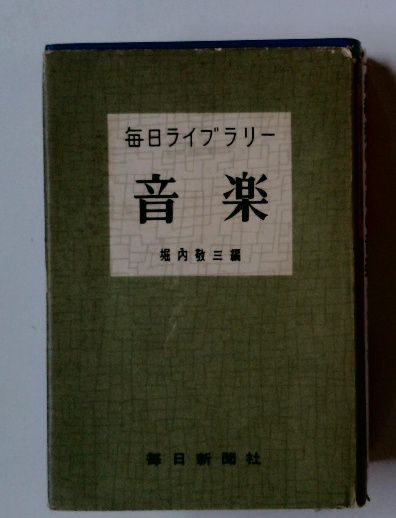 毎日ライブラリー
音楽
堀内敬三編
毎日新聞社